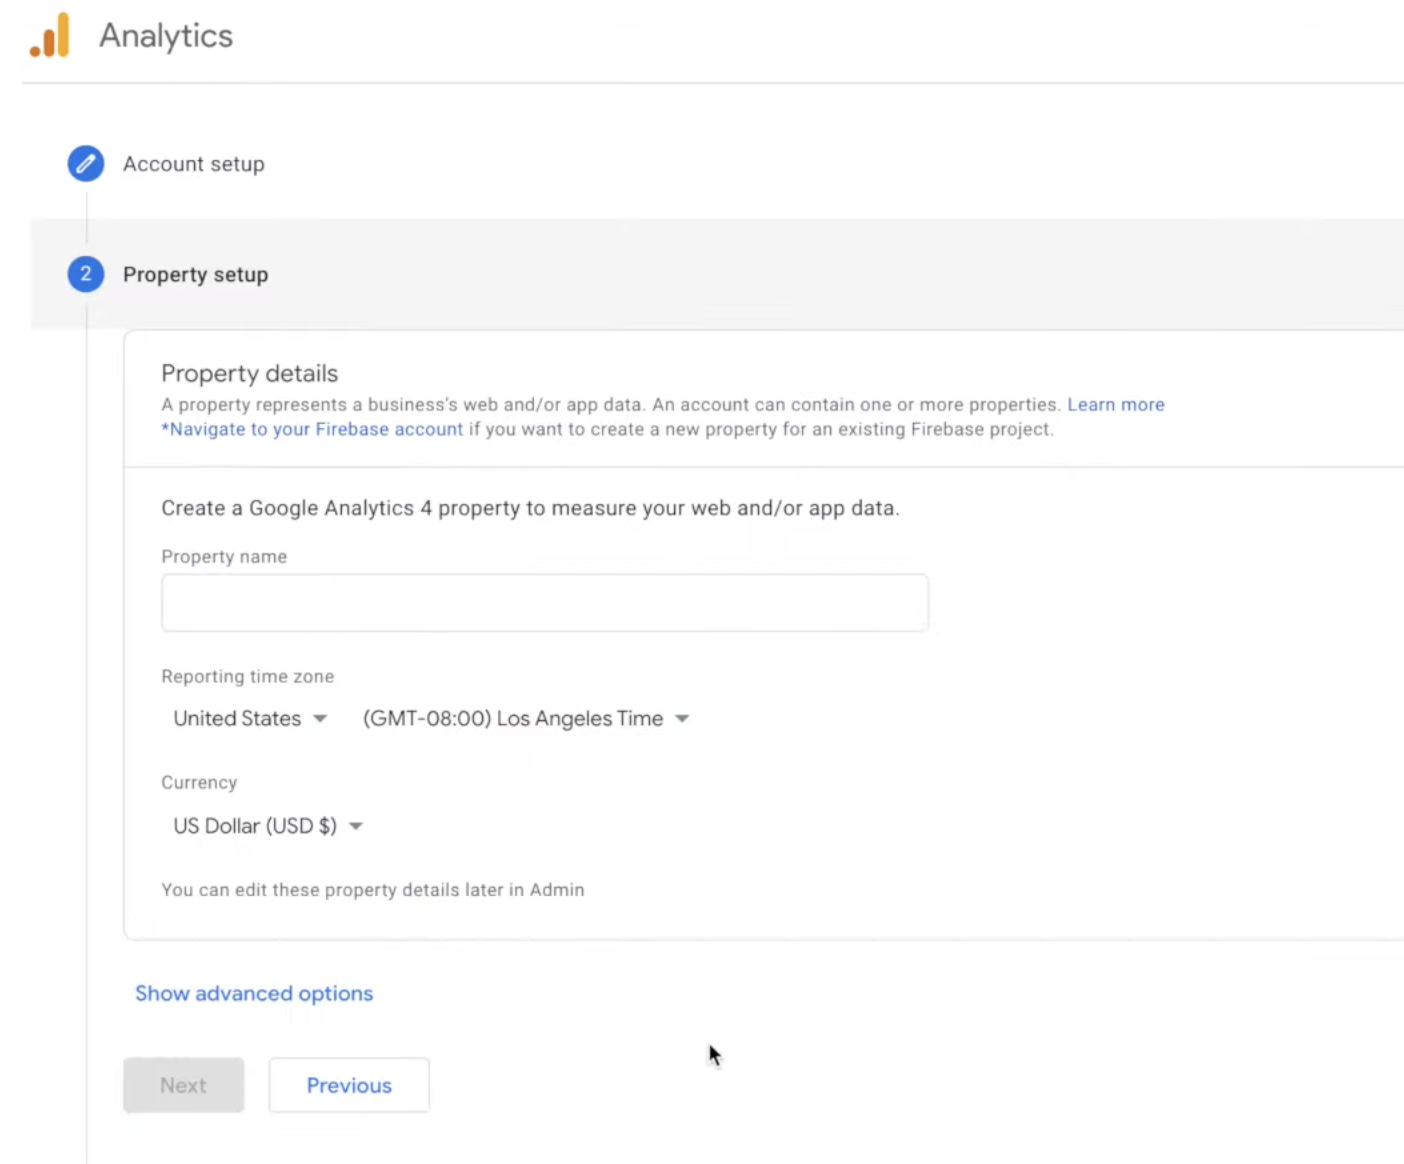 Analytics
Account setup
2
Property setup
Property details
A property represents a business's web and/or app data. An account can contain one or more properties. Learn more
*Navigate to your Firebase account if you want to create a new property for an existing Firebase project.
Create a Google Analytics 4 property to measure your web and/or app data.
Property name
Reporting time zone
United States (GMT-08:00) Los Angeles Time
Currency
US Dollar (USD $)
You can edit these property details later in Admin
Show advanced options
Next Previous